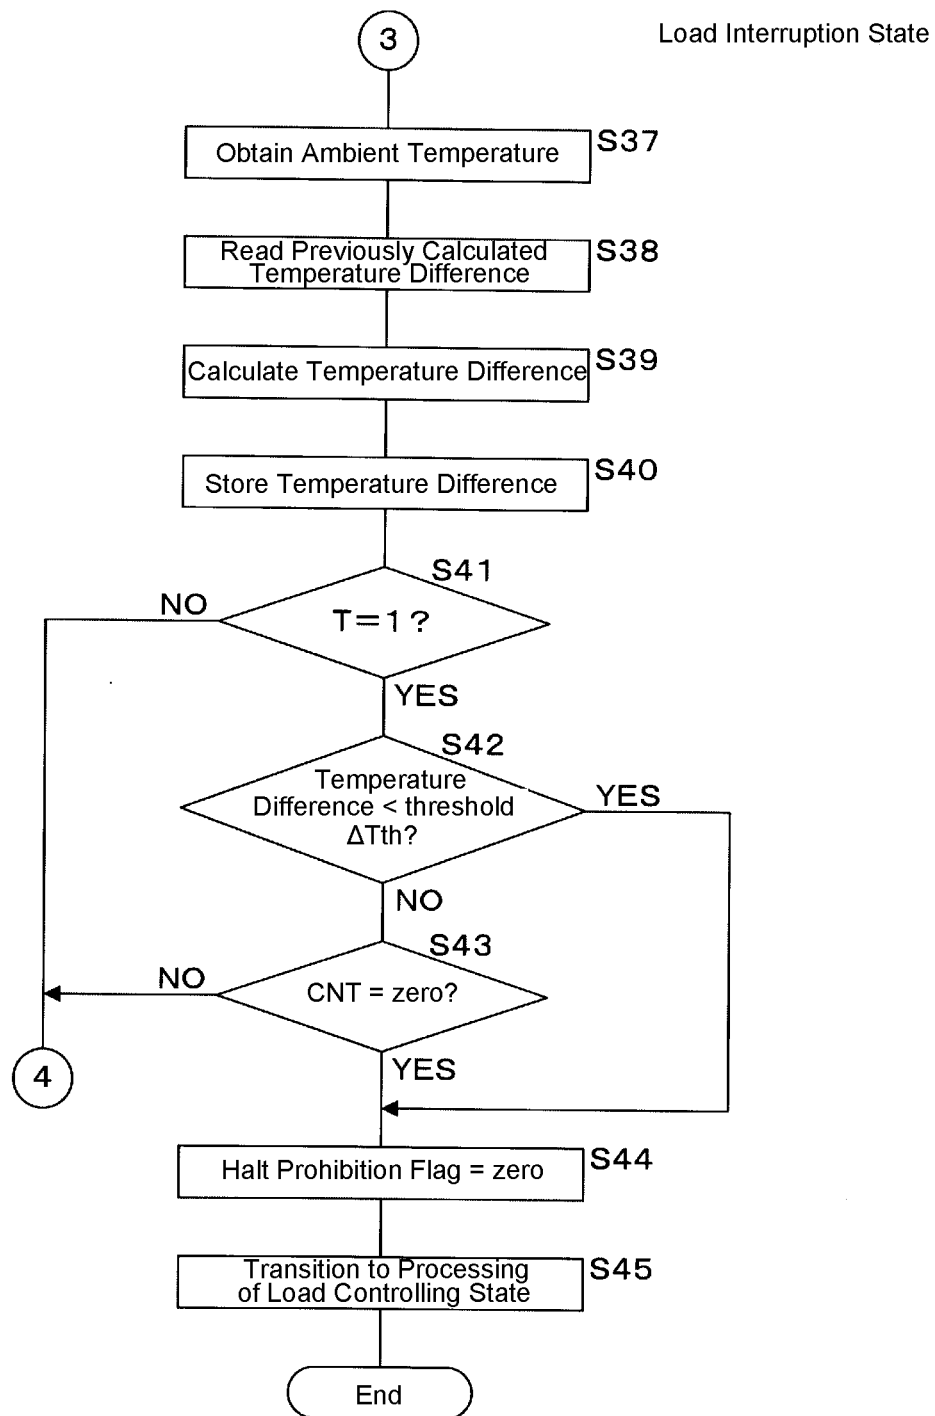 3
Load Interruption State
Obtain Ambient Temperature
S37
Read Previously Calculated
Temperature Difference
S38
Calculate Temperature Difference
S39
Store Temperature Difference
S40
S41
T=1?
NO
YES
S42
Temperature
Difference < threshold
ΔTth?
YES
NO
S43
CNT = zero?
NO
YES
4
Halt Prohibition Flag = zero
S44
Transition to Processing
of Load Controlling State
S45
End